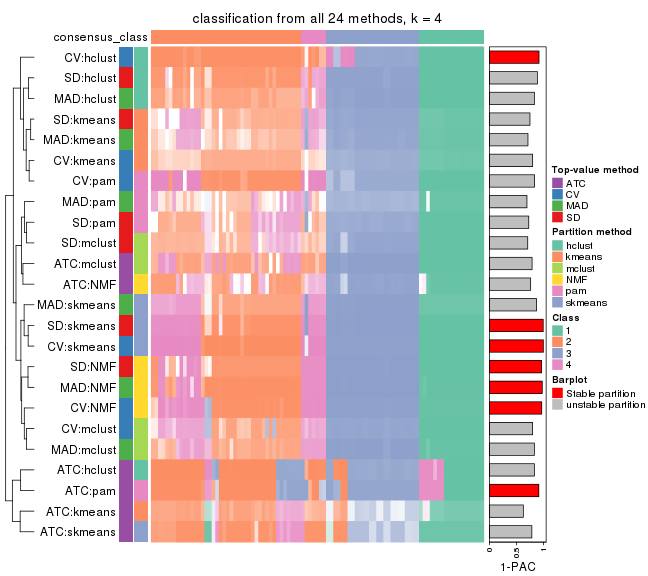 classification from all 24 methods, k = 4
consensus_class
CV:hclust
SD:hclust
MAD:hclust
SD:kmeans
MAD:kmeans
CV:kmeans
CV:pam
MAD:pam
SD:pam
SD:mclust
ATC:mclust
ATC:NMF
MAD:skmeans
SD:skmeans
CV:skmeans
SD:NMF
MAD:NMF
CV:NMF
CV:mclust
MAD:mclust
ATC:hclust
ATC:pam
ATC:kmeans
ATC:skmeans
0
0.5
1
1-PAC
Top-value method
ATC
CV
MAD
SD
Partition method
hclust
kmeans
mclust
NMF
pam
skmeans
Class
1
2
3
4
Barplot
Stable partition
unstable partition